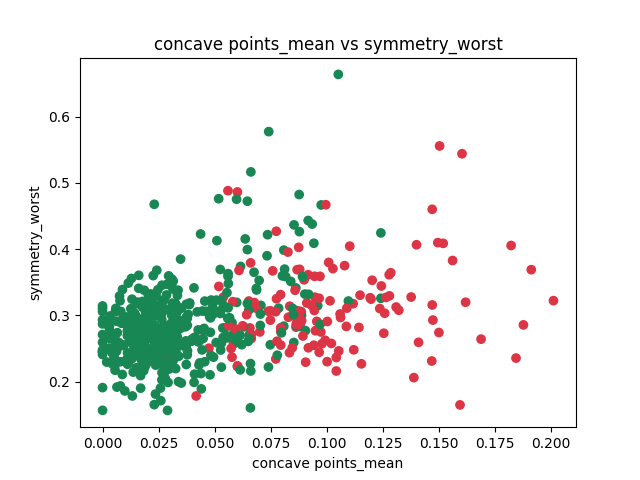 concave points_mean vs symmetry_worst
symmetry_worst
0.6
0.5
0.4
0.3
0.2
0.000 0.025 0.050 0.075 0.100 0.125 0.150 0.175 0.200
concave points_mean